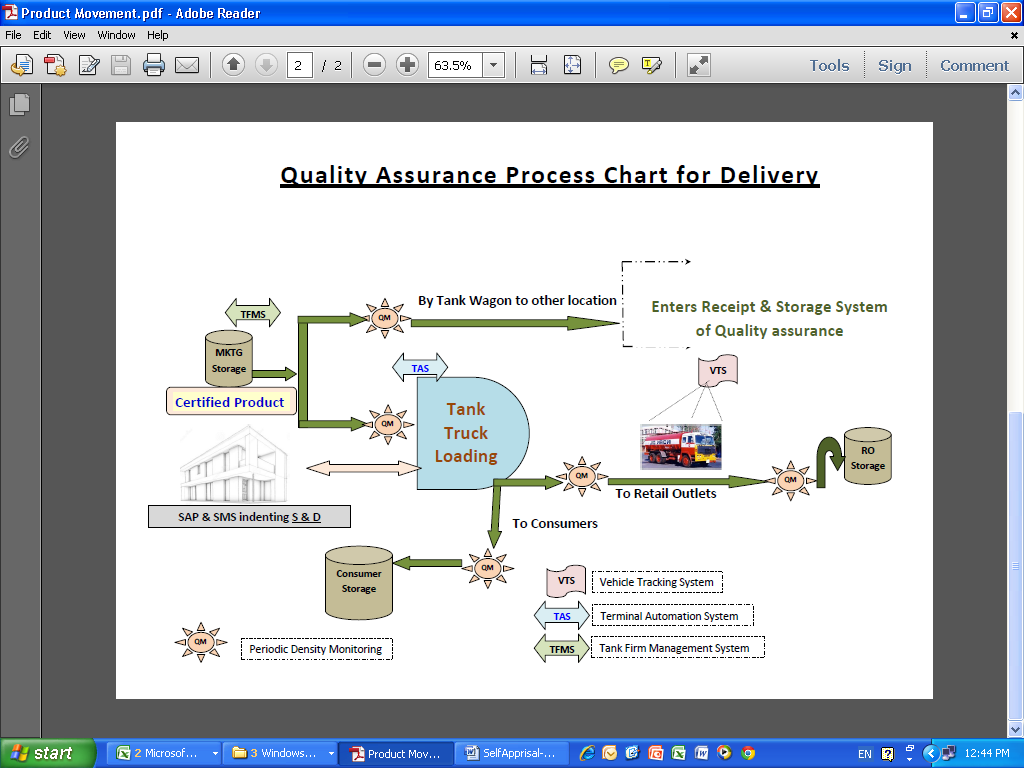 Product Movement.pdf - Adobe Reader
File Edit View Window Help
2 / 2 63.5% Tools Sign Comment
Quality Assurance Process Chart for Delivery
By Tank Wagon to other location
Enters Receipt & Storage System
of Quality assurance
TFMS
QM
MKTG
Storage
TAS
VTS
Certified Product
QM
Tank
Truck
Loading
RO
Storage
QM
QM
To Retail Outlets
SAP & SMS indenting S & D
To Consumers
QM
Consumer
Storage
VTS Vehicle Tracking System
TAS Terminal Automation System
QM Periodic Density Monitoring
TFMS Tank Firm Management System
start 2 Microsof... 3 Windows... Product Mov... SelfApprisal-... EN 12:44 PM